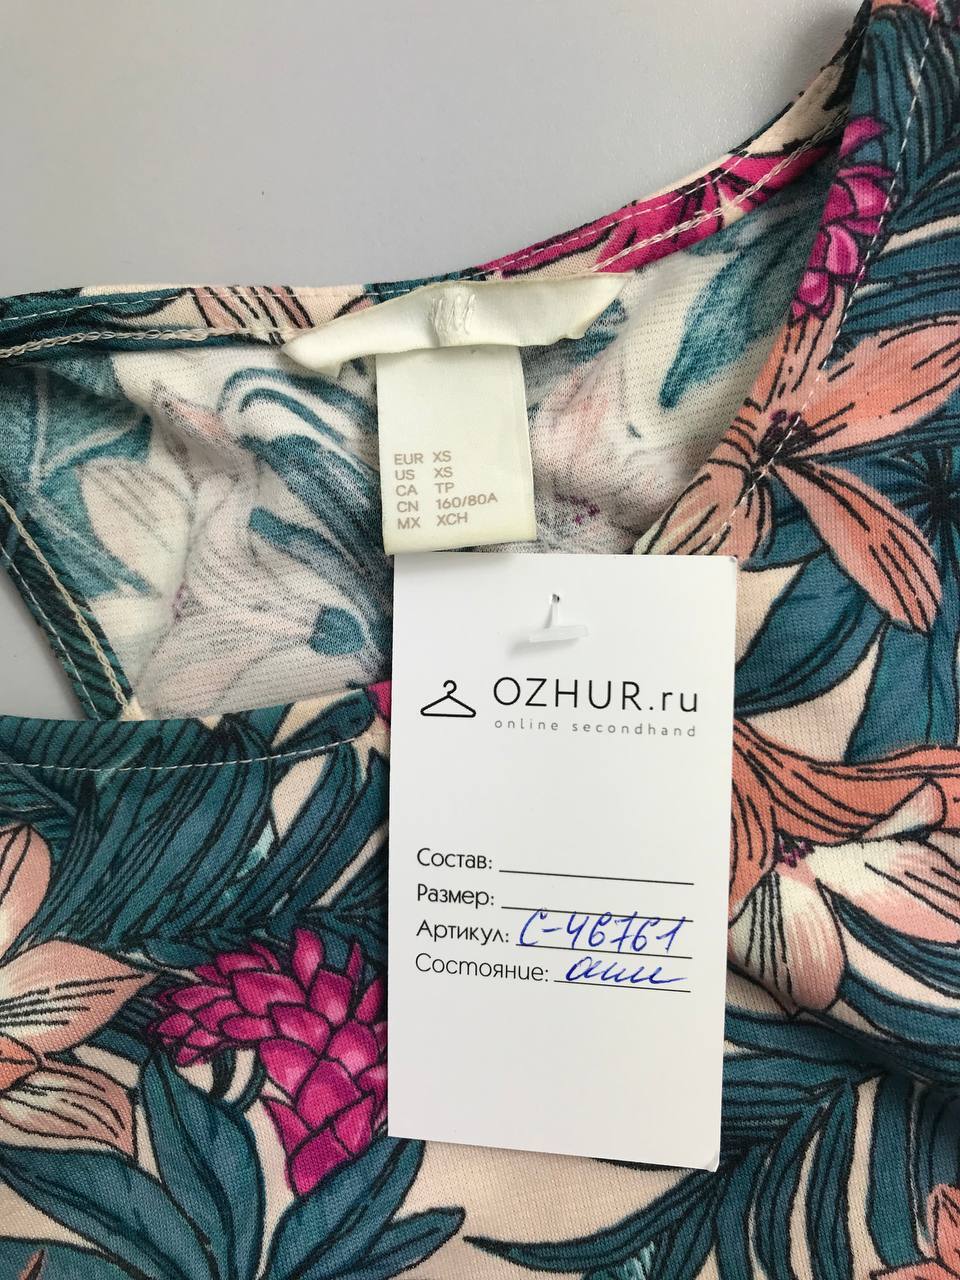 EUR XS
US XS
CA TP
CN 160/80A
MX XCH
OZHUR.ru
online secondhand
Состав:
Размер:
Артикул: С-46761
Состояние: